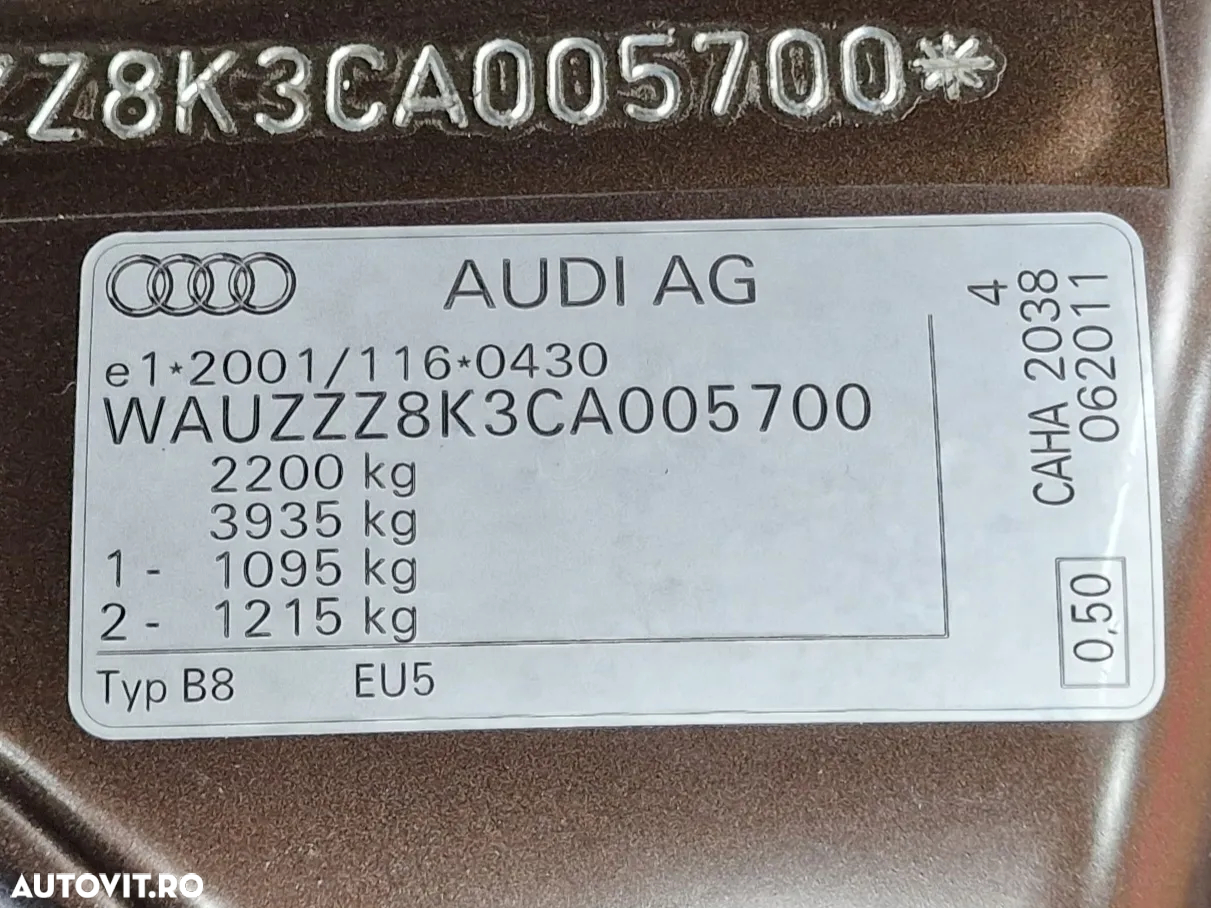 ZZ8K3CA005700*
AUDI AG
e1*2001/116*0430
WAUZZZ8K3CA005700
2200 kg
3935 kg
1 - 1095 kg
2 - 1215 kg
Typ B8 EU5
4
CAHA 2038
062011
0,50
AUTOVIT.RO